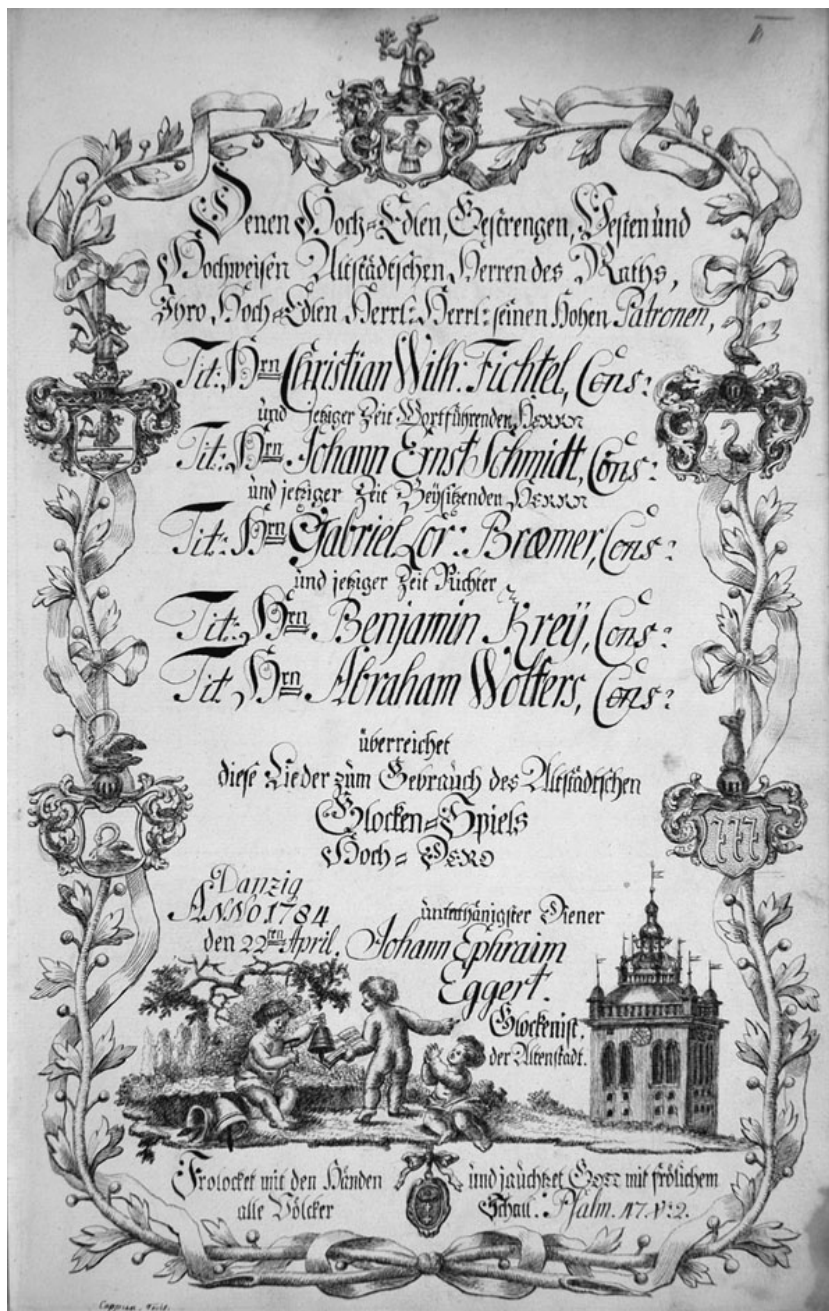 Denen Hoch=Edlen, Gestrengen, Vesten und
Hochweisen Altstädtschen Herren des Raths,
Ihro Hoch=Edlen Herrl: Herrl: seinen Hohen Patronen,
Tit: Hrn Christian Wilh: Fichtel, Cons:
und jetziger Zeit Wortführenden HERRN
Tit: Hrn Johann Ernst Schmidt, Cons:
und jetziger Zeit Beysitzenden HERRN
Tit: Hrn Gabriel Lor: Brœmer, Cons:
und jetziger Zeit Richter
Tit: Hrn Benjamin Kreÿ, Cons:
Tit Hrn Abraham Wolters, Cons:
überreichet
diese Lieder zum Gebrauch des Altstädtschen
Glocken=Spiels
Hoch=DERO
Danzig
ANNO 1784
den 22ten April.
unterthänigster Diener
Johann Ephraim
Eggert.
Glockenist.
der Altenstadt.
777
Frolocket mit den Händen
alle Völcker
und jauchzet GOTT mit frölichem
Schall. Psalm. 47. V: 2.